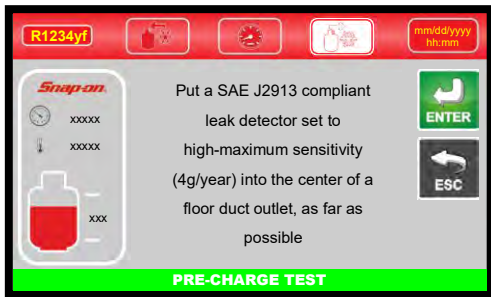 R1234yf
mm/dd/yyyy
hh:mm
Snap-on
xxxxx
xxxxx
xxx
Put a SAE J2913 compliant
leak detector set to
high-maximum sensitivity
(4g/year) into the center of a
floor duct outlet, as far as
possible
ENTER
ESC
PRE-CHARGE TEST